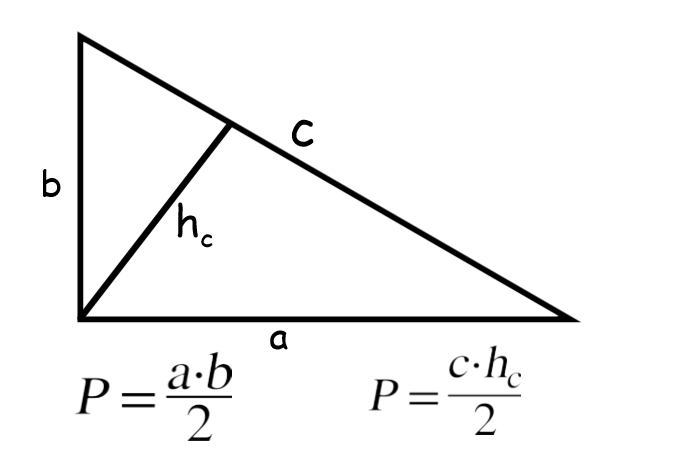 c
b
h_c
a
P = a·b/2
P = c·h_c/2